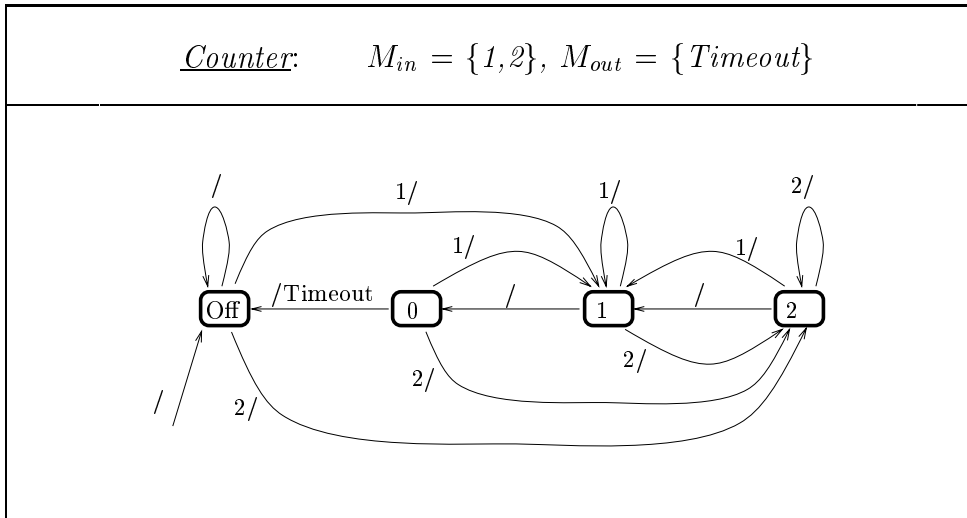 Counter: M_in = {1,2}, M_out = {Timeout}
/ 1/ 1/ 2/
1/ 1/
/Timeout / /
Off 0 1 2
2/ 2/
/ 2/